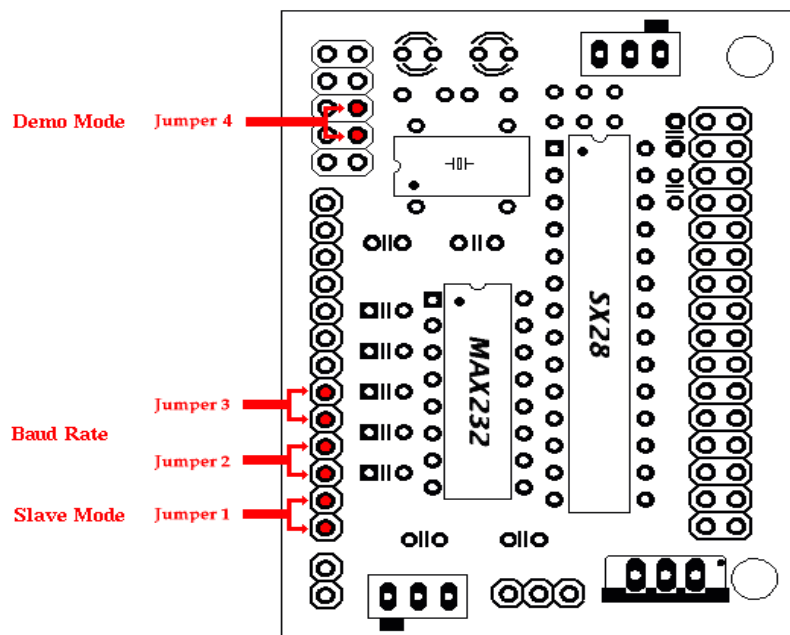 Demo Mode Jumper 4
Jumper 3
Baud Rate
Jumper 2
Slave Mode Jumper 1
MAX232
SX28